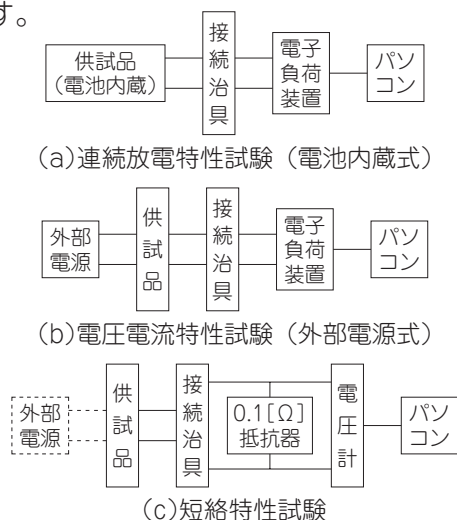 す。
供試品
(電池内蔵)
接続治具
電子
負荷
装置
パソ
コン
(a)連続放電特性試験(電池内蔵式)
外部
電源
供試品
接続治具
電子
負荷
装置
パソ
コン
(b)電圧電流特性試験(外部電源式)
外部
電源
供試品
接続治具
0.1[Ω]
抵抗器
電圧計
パソ
コン
(c)短絡特性試験